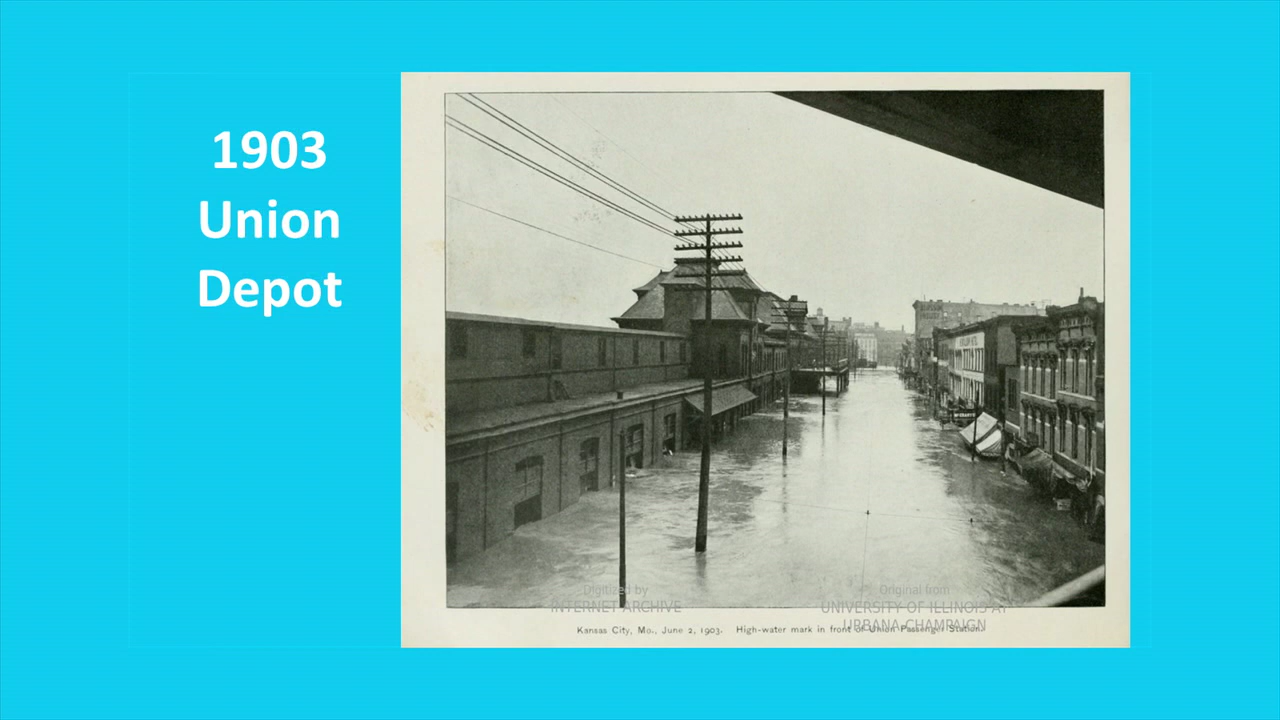 1903
Union
Depot
Digitized by
INTERNET ARCHIVE
Original from
UNIVERSITY OF ILLINOIS AT
URBANA-CHAMPAIGN
Kansas City, Mo., June 2, 1903. High-water mark in front of Union Passenger Station.